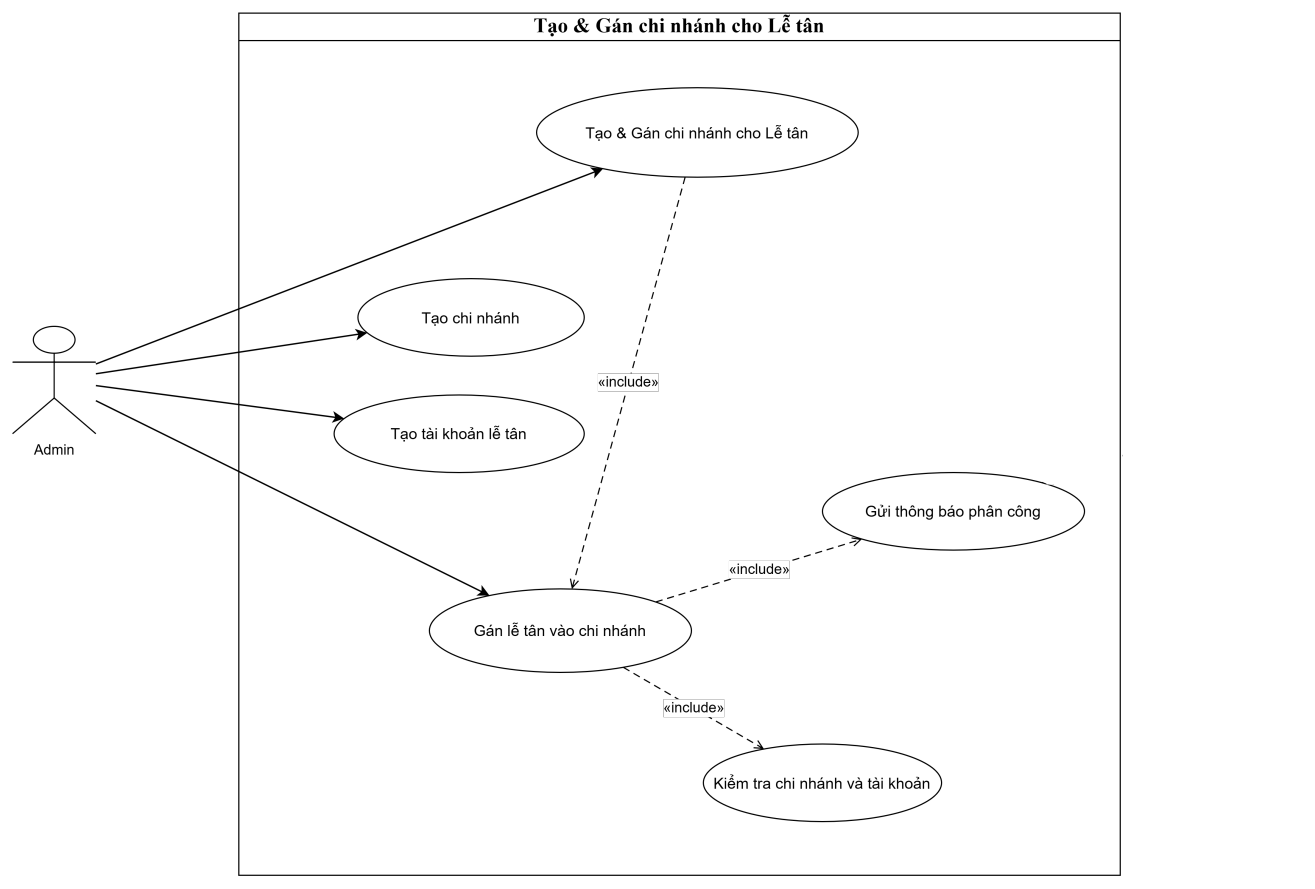 Tạo & Gán chi nhánh cho Lễ tân
Tạo & Gán chi nhánh cho Lễ tân
Tạo chi nhánh
«include»
Tạo tài khoản lễ tân
Admin
Gửi thông báo phân công
«include»
Gán lễ tân vào chi nhánh
«include»
Kiểm tra chi nhánh và tài khoản